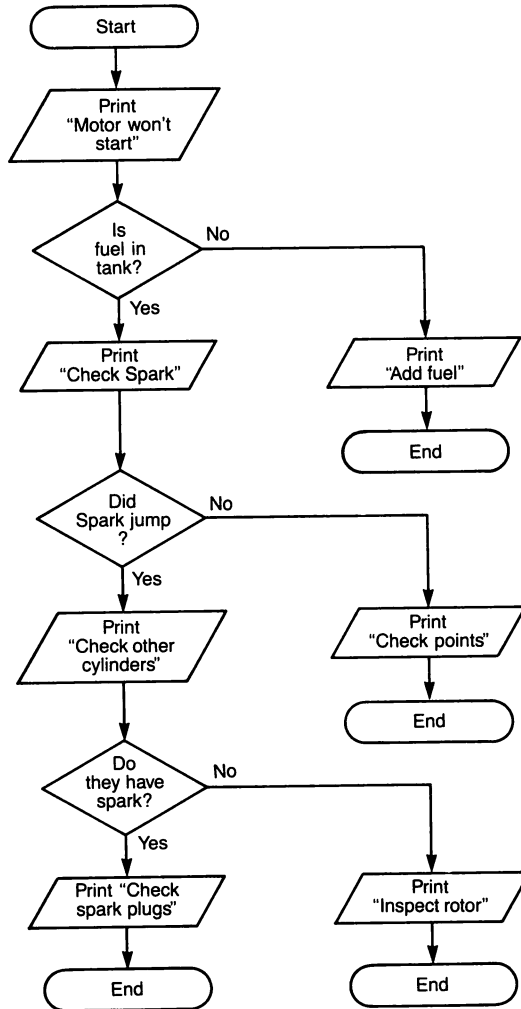 Start
Print
“Motor won't
start”
Is
fuel in
tank?
No
Yes
Print
“Check Spark”
Print
“Add fuel”
End
Did
Spark jump
?
No
Yes
Print
“Check other
cylinders”
Print
“Check points”
End
Do
they have
spark?
No
Yes
Print “Check
spark plugs”
Print
“Inspect rotor”
End
End